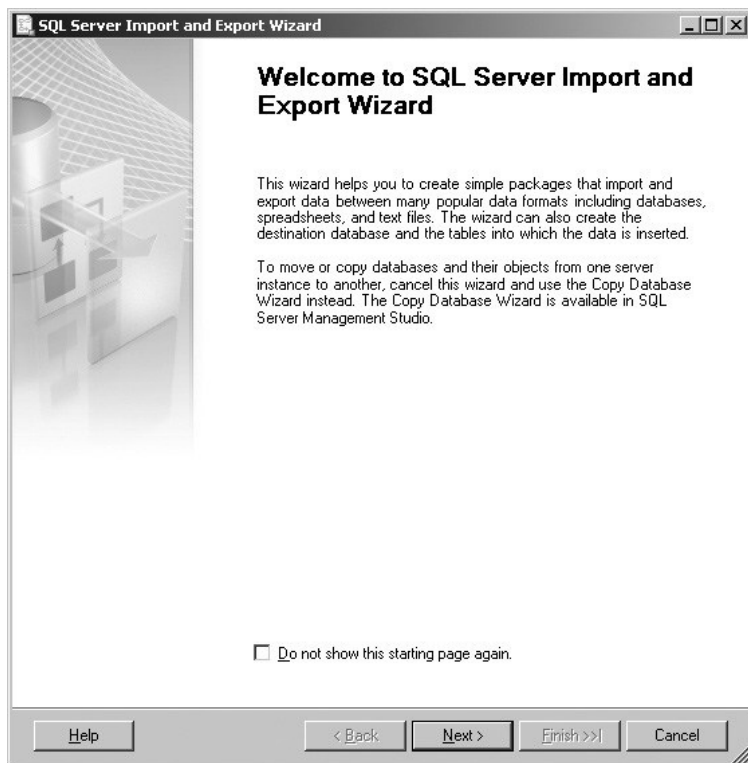 SQL Server Import and Export Wizard
Welcome to SQL Server Import and
Export Wizard
This wizard helps you to create simple packages that import and
export data between many popular data formats including databases,
spreadsheets, and text files. The wizard can also create the
destination database and the tables into which the data is inserted.
To move or copy databases and their objects from one server
instance to another, cancel this wizard and use the Copy Database
Wizard instead. The Copy Database Wizard is available in SQL
Server Management Studio.
Do not show this starting page again.
Help
< Back
Next >
Finish >>|
Cancel